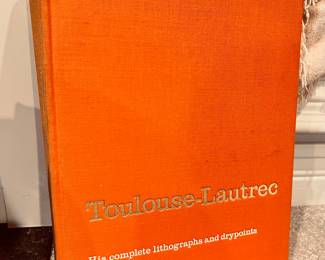 Toulouse-Lautrec
His complete lithographs and drypoints